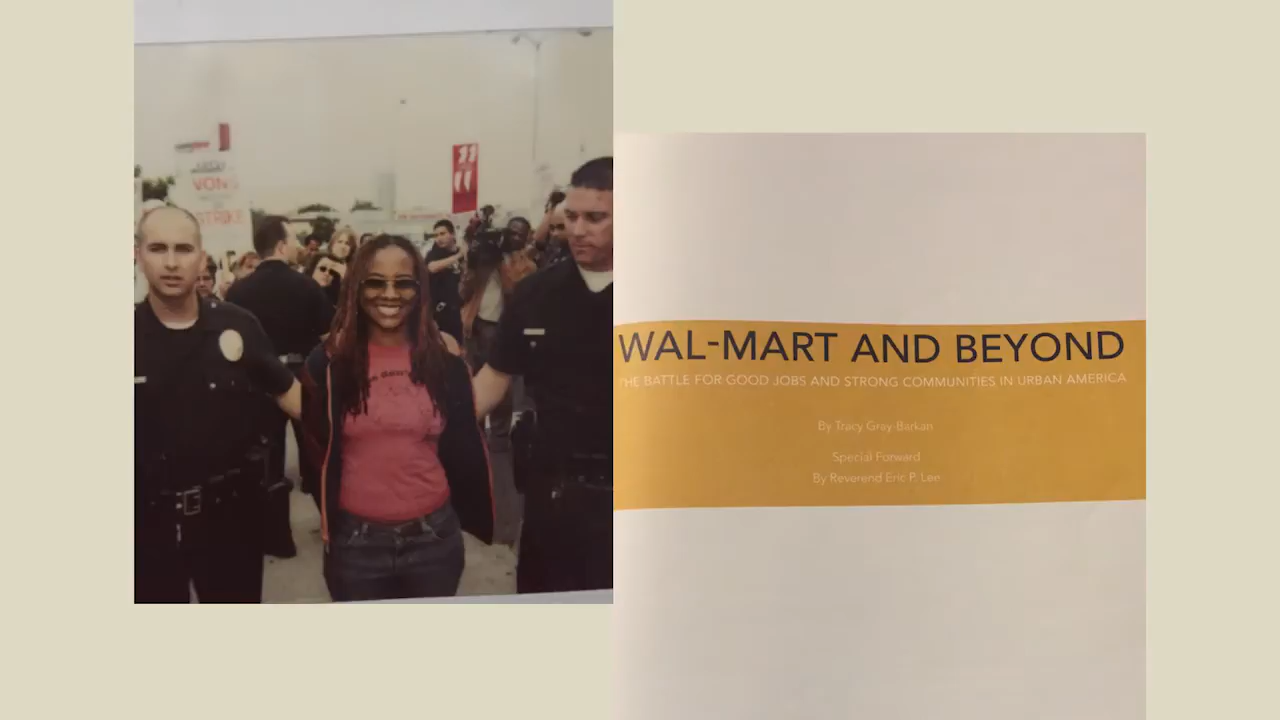 VONS
STRIKE
WAL-MART AND BEYOND
THE BATTLE FOR GOOD JOBS AND STRONG COMMUNITIES IN URBAN AMERICA
By Tracy Gray-Barkan
Special Forward
By Reverend Eric P. Lee